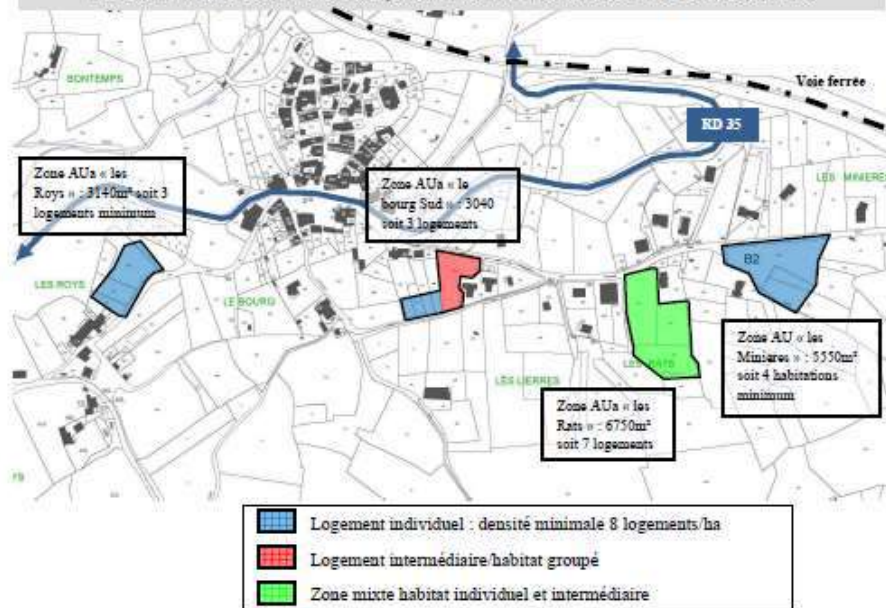 BONTEMPS
Voie ferrée
RD 35
Zone AUa « les
Roys » : 3140m² soit 3
logements minimum
Zone AUa « le
bourg Sud » : 3040
soit 3 logements
LES MINIERES
B2
LES ROYS
LE BOURG
LES RATS
LES LIERRES
Zone AU « les
Minieres » : 5550m²
soit 4 habitations
minimum
Zone AUa « les
Rats » : 6750m²
soit 7 logements
Logement individuel : densité minimale 8 logements/ha
Logement intermédiaire/habitat groupé
Zone mixte habitat individuel et intermédiaire